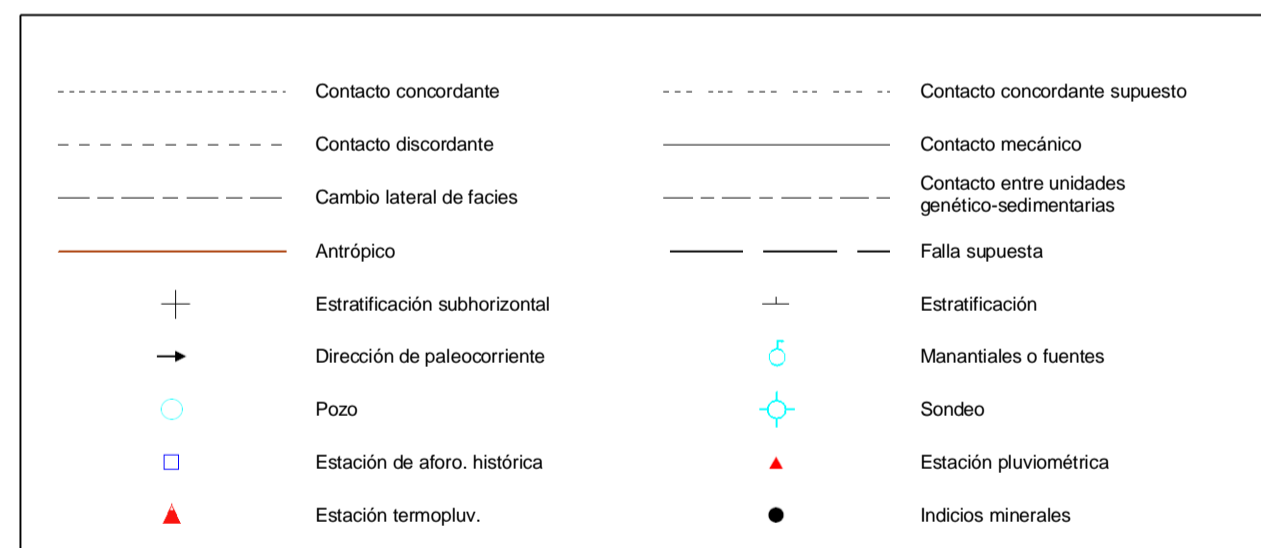 Contacto concordante
Contacto concordante supuesto
Contacto discordante
Contacto mecánico
Cambio lateral de facies
Contacto entre unidades
genético-sedimentarias
Antrópico
Falla supuesta
Estratificación subhorizontal
Estratificación
Dirección de paleocorriente
Manantiales o fuentes
Pozo
Sondeo
Estación de aforo. histórica
Estación pluviométrica
Estación termopluv.
Indicios minerales